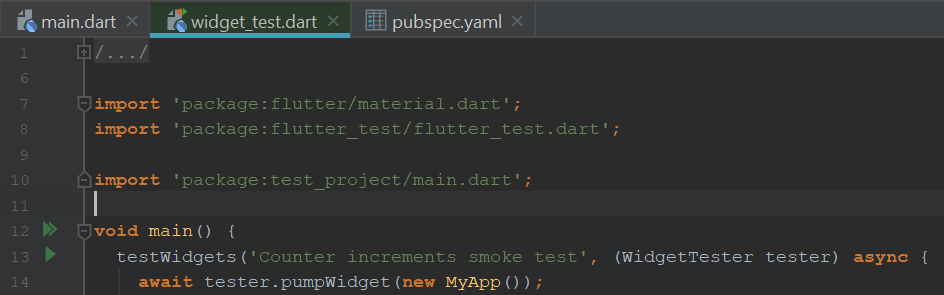 main.dart widget_test.dart pubspec.yaml
1 /.../
6
7 import 'package:flutter/material.dart';
8 import 'package:flutter_test/flutter_test.dart';
9
10 import 'package:test_project/main.dart';
11
12 void main() {
13 testWidgets('Counter increments smoke test', (WidgetTester tester) async {
14 await tester.pumpWidget(new MyApp());